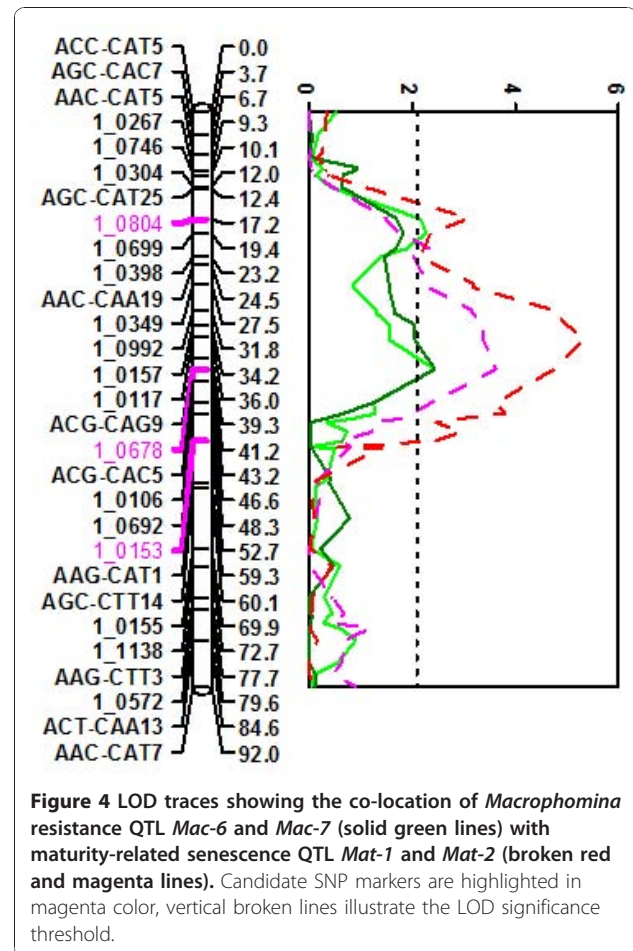 0 2 4 6
ACC-CAT5 0.0
AGC-CAC7 3.7
AAC-CAT5 6.7
1_0267 9.3
1_0746 10.1
1_0304 12.0
AGC-CAT25 12.4
1_0804 17.2
1_0699 19.4
1_0398 23.2
AAC-CAA19 24.5
1_0349 27.5
1_0992 31.8
1_0157 34.2
1_0117 36.0
ACG-CAG9 39.3
1_0678 41.2
ACG-CAC5 43.2
1_0106 46.6
1_0692 48.3
1_0153 52.7
AAG-CAT1 59.3
AGC-CTT14 60.1
1_0155 69.9
1_1138 72.7
AAG-CTT3 77.7
1_0572 79.6
ACT-CAA13 84.6
AAC-CAT7 92.0
Figure 4 LOD traces showing the co-location of Macrophomina
resistance QTL Mac-6 and Mac-7 (solid green lines) with
maturity-related senescence QTL Mat-1 and Mat-2 (broken red
and magenta lines). Candidate SNP markers are highlighted in
magenta color, vertical broken lines illustrate the LOD significance
threshold.